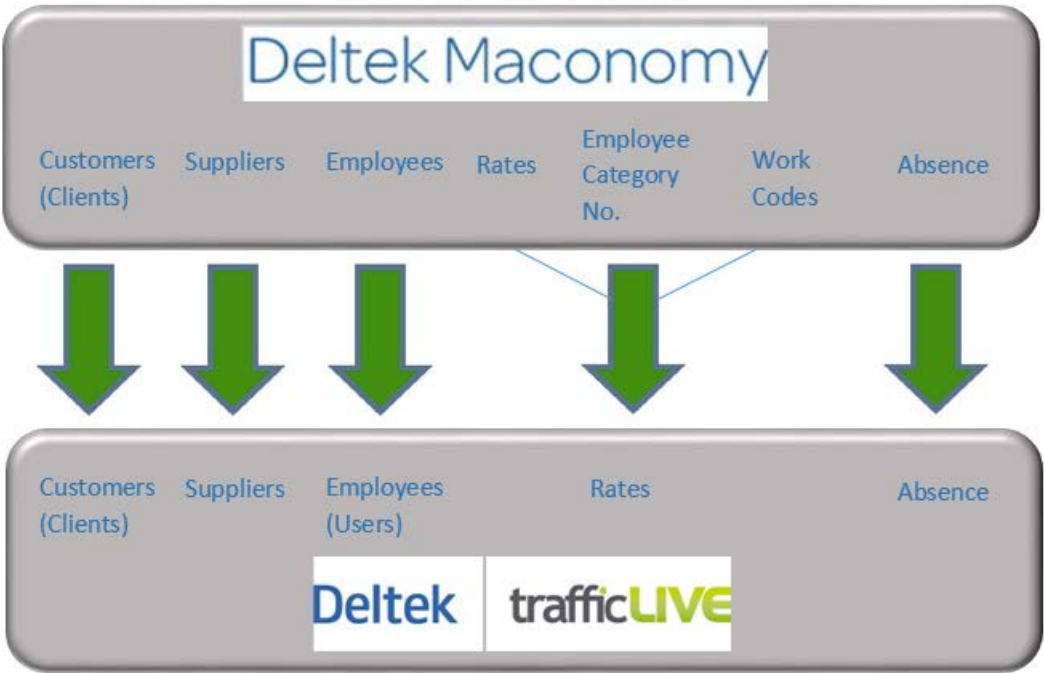 Deltek Maconomy
Customers
(Clients)
Suppliers
Employees
Rates
Employee
Category
No.
Work
Codes
Absence
Customers
(Clients)
Suppliers
Employees
(Users)
Rates
Absence
Deltek trafficLIVE